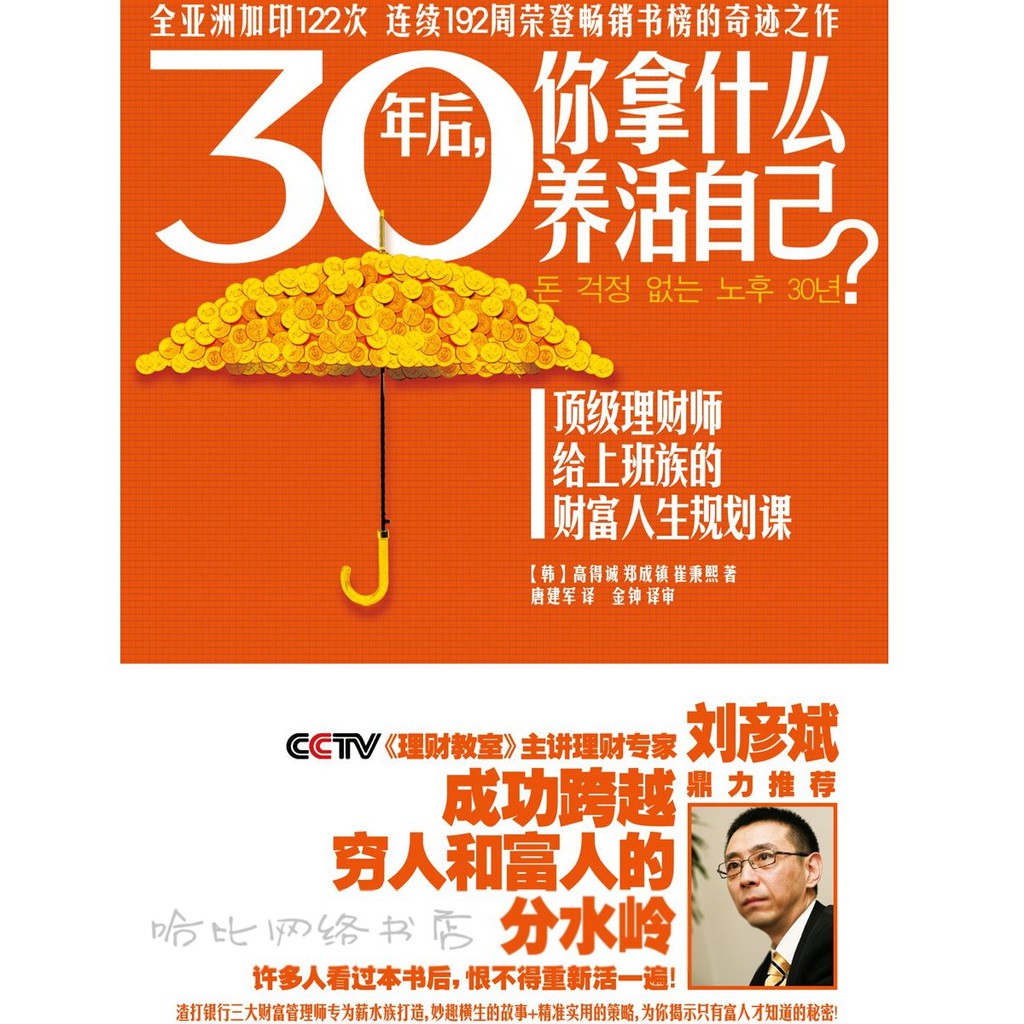 全亚洲加印122次 连续192周荣登畅销书榜的奇迹之作
30年后,你拿什么
养活自己?
돈 걱정 없는 노후 30년
顶级理财师
给上班族的
财富人生规划课
【韩】高得诚 郑成镇 崔秉熙 著
唐建军 译 金钟 译审
CCTV《理财教室》主讲理财专家 刘彦斌
鼎力推荐
成功跨越
穷人和富人的
分水岭
哈比网络书店
许多人看过本书后,恨不得重新活一遍!
渣打银行三大财富管理师专为薪水族打造,妙趣横生的故事+精准实用的策略,为你揭示只有富人才知道的秘密!